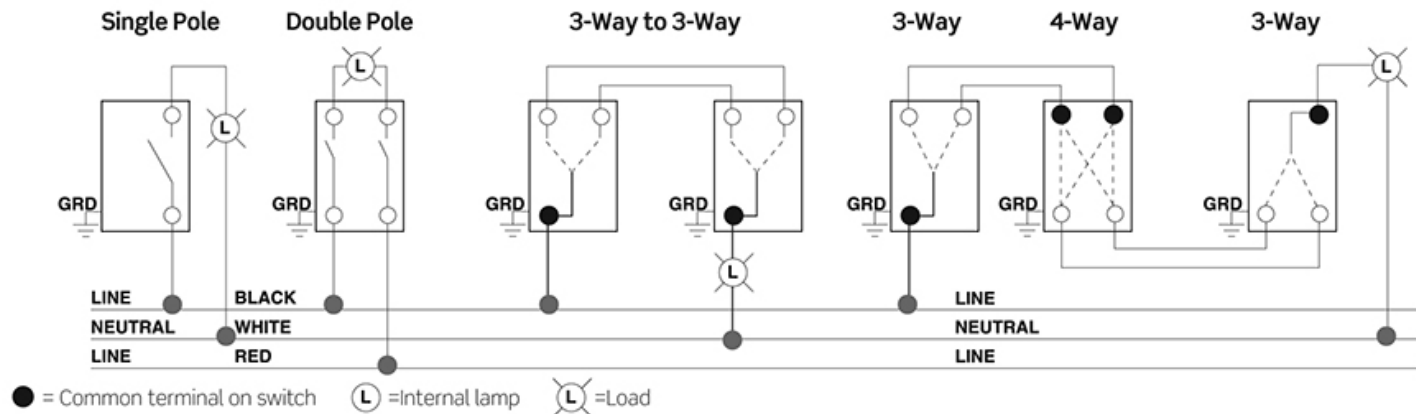 Single Pole Double Pole 3-Way to 3-Way 3-Way 4-Way 3-Way
L
L
L
GRD GRD GRD GRD GRD GRD GRD
L
LINE BLACK LINE
NEUTRAL WHITE NEUTRAL
LINE RED LINE
= Common terminal on switch L =Internal lamp L =Load